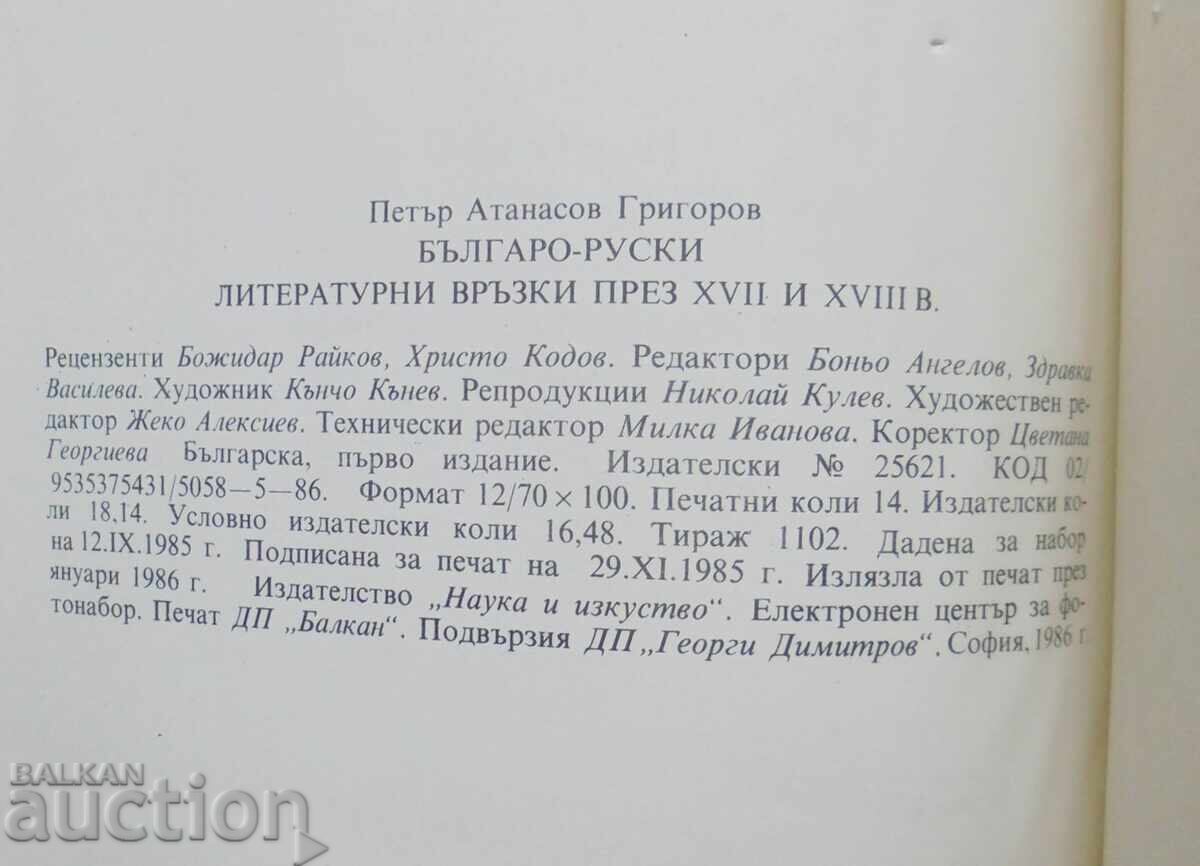 Петър Атанасов Григоров
БЪЛГАРО-РУСКИ
ЛИТЕРАТУРНИ ВРЪЗКИ ПРЕЗ XVII И XVIII В.
Рецензенти Божидар Райков, Христо Кодов. Редактори Боньо Ангелов, Здравка
Василева. Художник Кънчо Кънев. Репродукции Николай Кулев. Художествен ре-
дактор Жеко Алексиев. Технически редактор Милка Иванова. Коректор Цветана
Георгиева Българска, първо издание. Издателски № 25621. КОД 02/
9535375431/5058—5—86. Формат 12/70×100. Печатни коли 14. Издателски ко-
ли 18,14. Условно издателски коли 16,48. Тираж 1102. Дадена за набор
на 12.IX.1985 г. Подписана за печат на 29.XI.1985 г. Излязла от печат през
януари 1986 г. Издателство „Наука и изкуство“. Електронен център за фо-
тонабор. Печат ДП „Балкан“. Подвързия ДП „Георги Димитров“, София, 1986 г.
BALKAN
auction